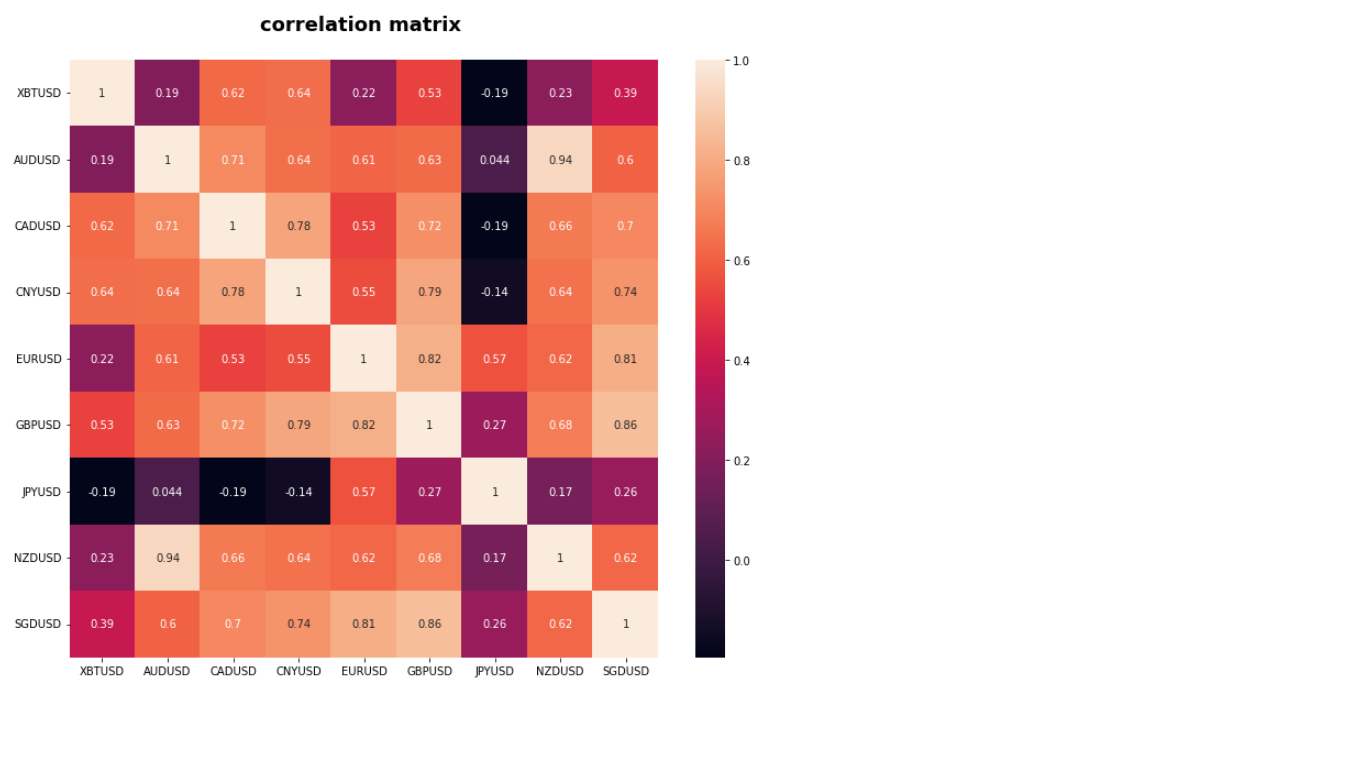 correlation matrix
1.0
XBTUSD 1 0.19 0.62 0.64 0.22 0.53 -0.19 0.23 0.39
AUDUSD 0.19 1 0.71 0.64 0.61 0.63 0.044 0.94 0.6
0.8
CADUSD 0.62 0.71 1 0.78 0.53 0.72 -0.19 0.66 0.7
0.6
CNYUSD 0.64 0.64 0.78 1 0.55 0.79 -0.14 0.64 0.74
EURUSD 0.22 0.61 0.53 0.55 1 0.82 0.57 0.62 0.81
0.4
GBPUSD 0.53 0.63 0.72 0.79 0.82 1 0.27 0.68 0.86
0.2
JPYUSD -0.19 0.044 -0.19 -0.14 0.57 0.27 1 0.17 0.26
NZDUSD 0.23 0.94 0.66 0.64 0.62 0.68 0.17 1 0.62
0.0
SGDUSD 0.39 0.6 0.7 0.74 0.81 0.86 0.26 0.62 1
XBTUSD AUDUSD CADUSD CNYUSD EURUSD GBPUSD JPYUSD NZDUSD SGDUSD